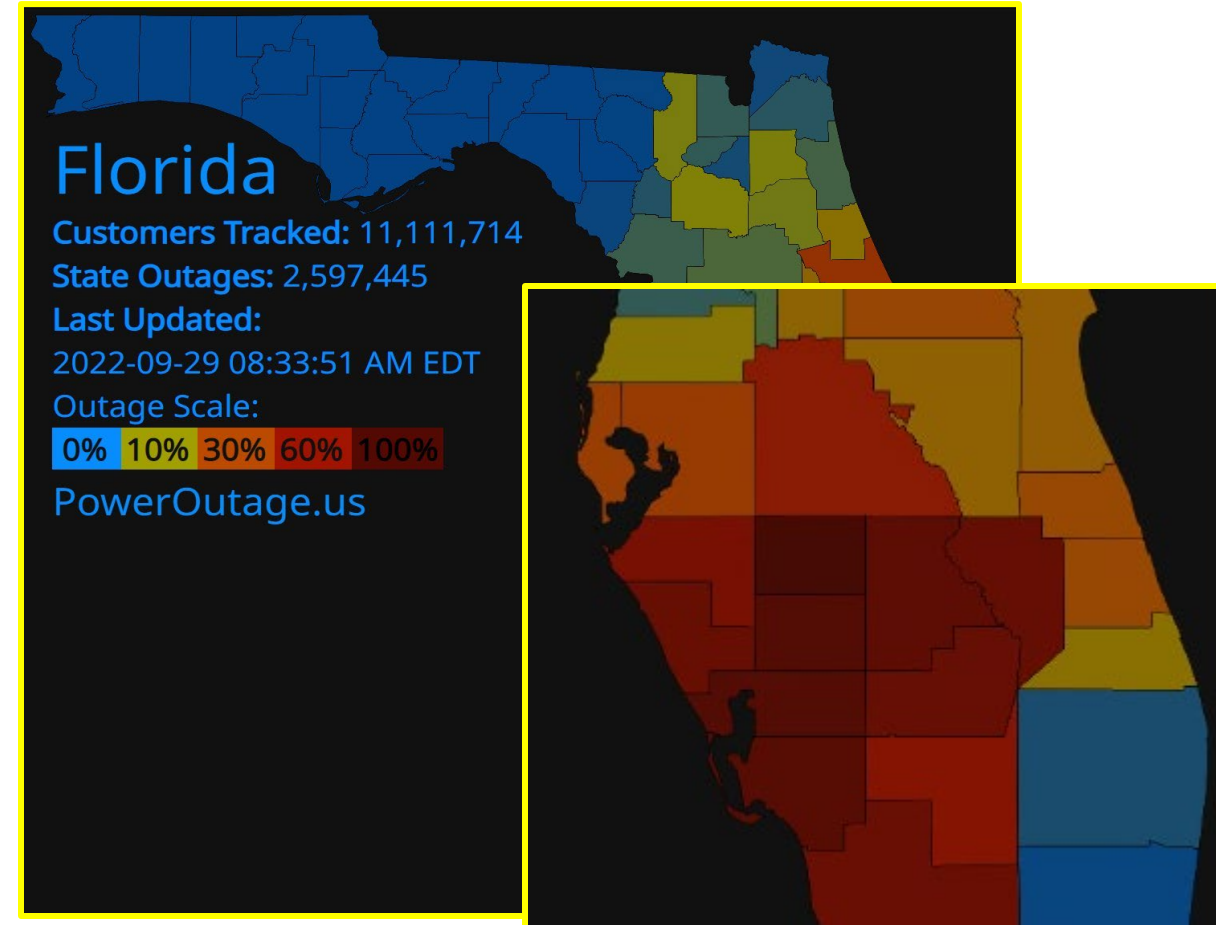 Florida
Customers Tracked: 11,111,714
State Outages: 2,597,445
Last Updated:
2022-09-29 08:33:51 AM EDT
Outage Scale:
0% 10% 30% 60% 100%
PowerOutage.us